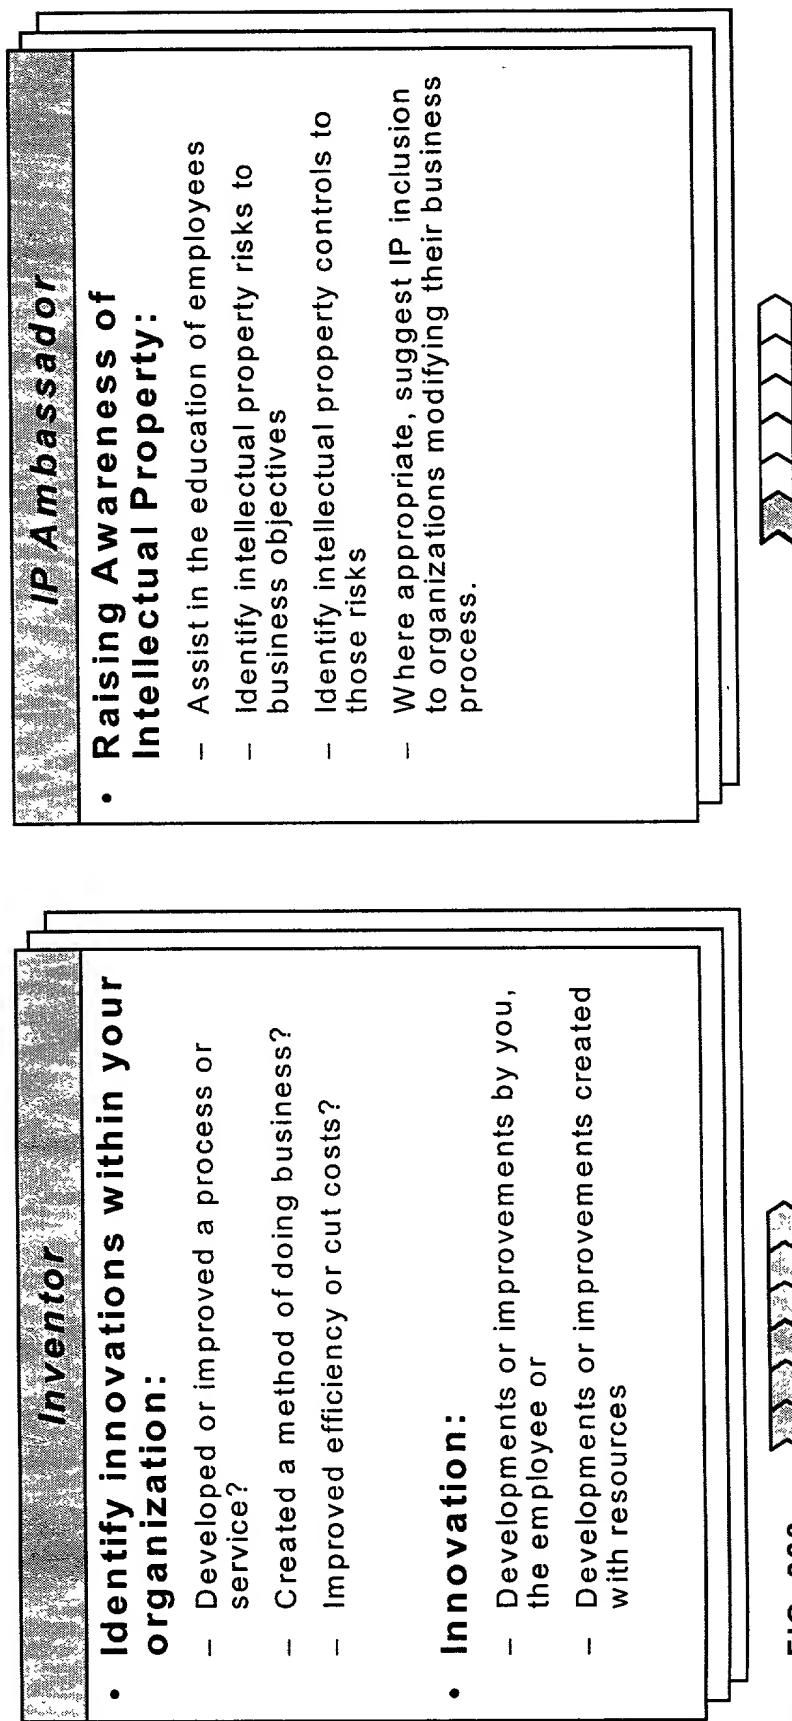 Inventor
• Identify innovations within your
organization:
– Developed or improved a process or
service?
– Created a method of doing business?
– Improved efficiency or cut costs?
• Innovation:
– Developments or improvements by you,
the employee or
– Developments or improvements created
with resources
IP Ambassador
• Raising Awareness of
Intellectual Property:
– Assist in the education of employees
– Identify intellectual property risks to
business objectives
– Identify intellectual property controls to
those risks
– Where appropriate, suggest IP inclusion
to organizations modifying their business
process.
FIG.